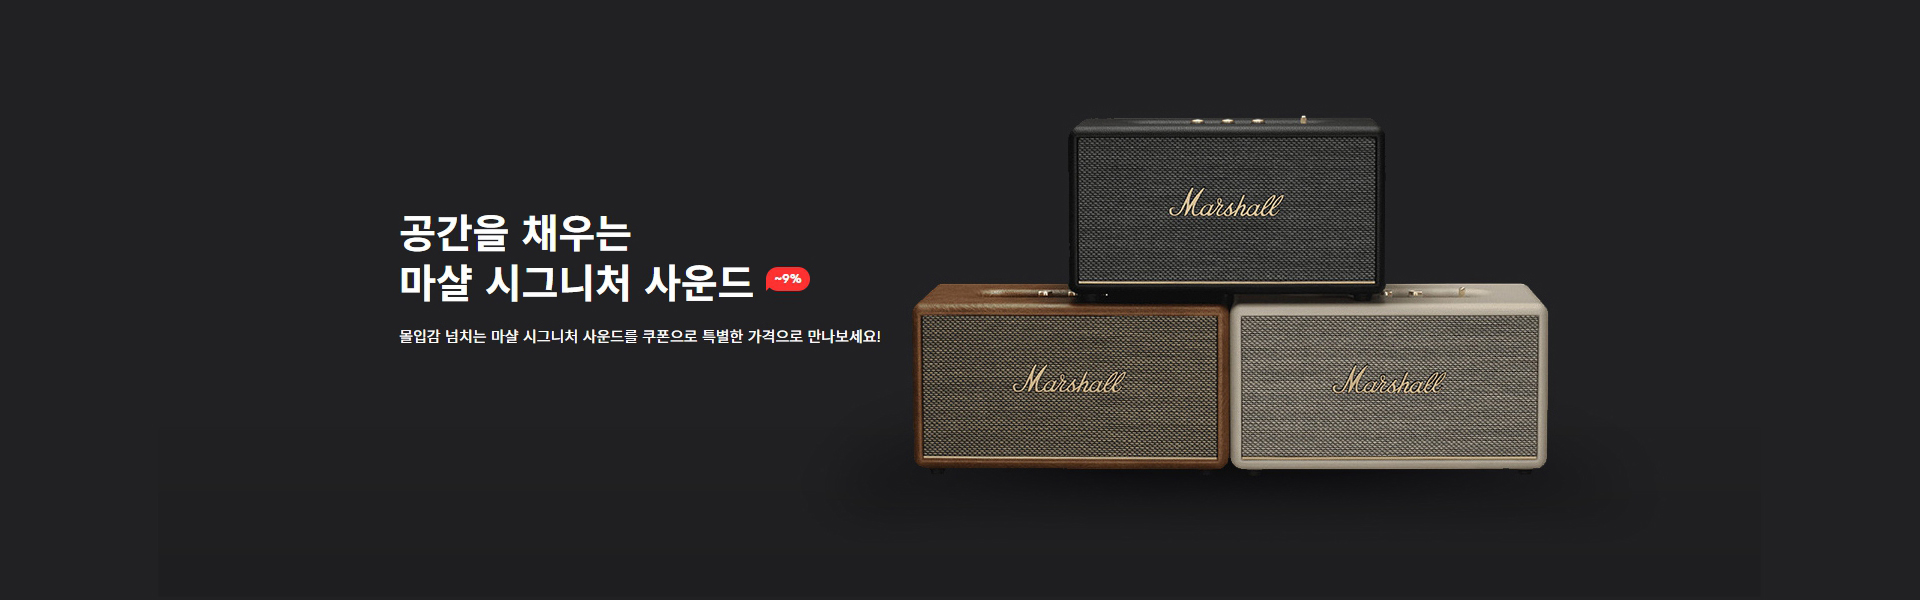 공간을 채우는
마샬 시그니처 사운드 ~9%
몰입감 넘치는 마샬 시그니처 사운드를 쿠폰으로 특별한 가격으로 만나보세요!
Marshall
Marshall
Marshall